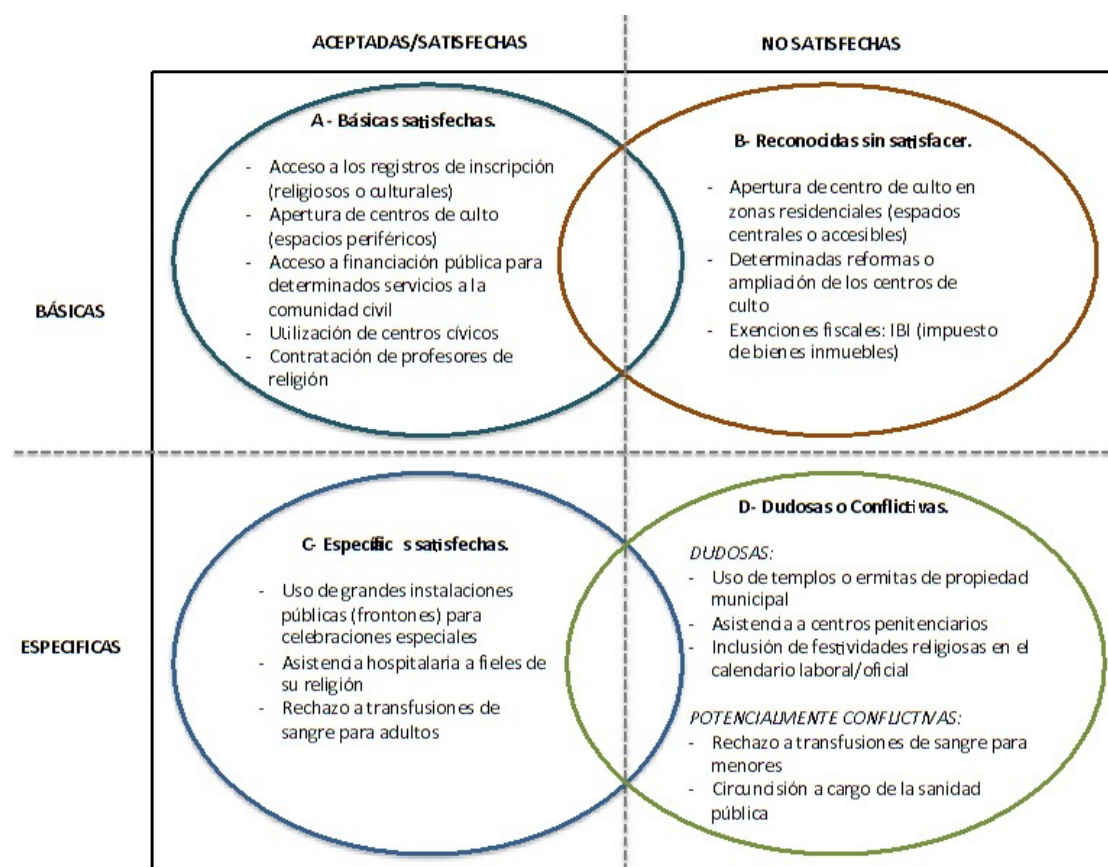 ACEPTADAS/SATISFECHAS
NO SATISFECHAS
BÁSICAS
A - Básicas satisfechas.
- Acceso a los registros de inscripción
(religiosos o culturales)
- Apertura de centros de culto
(espacios periféricos)
- Acceso a financiación pública para
determinados servicios a la
comunidad civil
- Utilización de centros cívicos
- Contratación de profesores de
religión
B- Reconocidas sin satisfacer.
- Apertura de centro de culto en
zonas residenciales (espacios
centrales o accesibles)
- Determinadas reformas o
ampliación de los centros de
culto
- Exenciones fiscales: IBI (impuesto
de bienes inmuebles)
ESPECIFICAS
C- Específic s satisfechas.
- Uso de grandes instalaciones
públicas (frontones) para
celebraciones especiales
- Asistencia hospitalaria a fieles de
su religión
- Rechazo a transfusiones de
sangre para adultos
D- Dudosas o Conflictivas.
DUDOSAS:
- Uso de templos o ermitas de propiedad
municipal
- Asistencia a centros penitenciarios
- Inclusión de festividades religiosas en el
calendario laboral/oficial
POTENCIALMENTE CONFLICTIVAS:
- Rechazo a transfusiones de sangre para
menores
- Circuncisión a cargo de la sanidad
pública